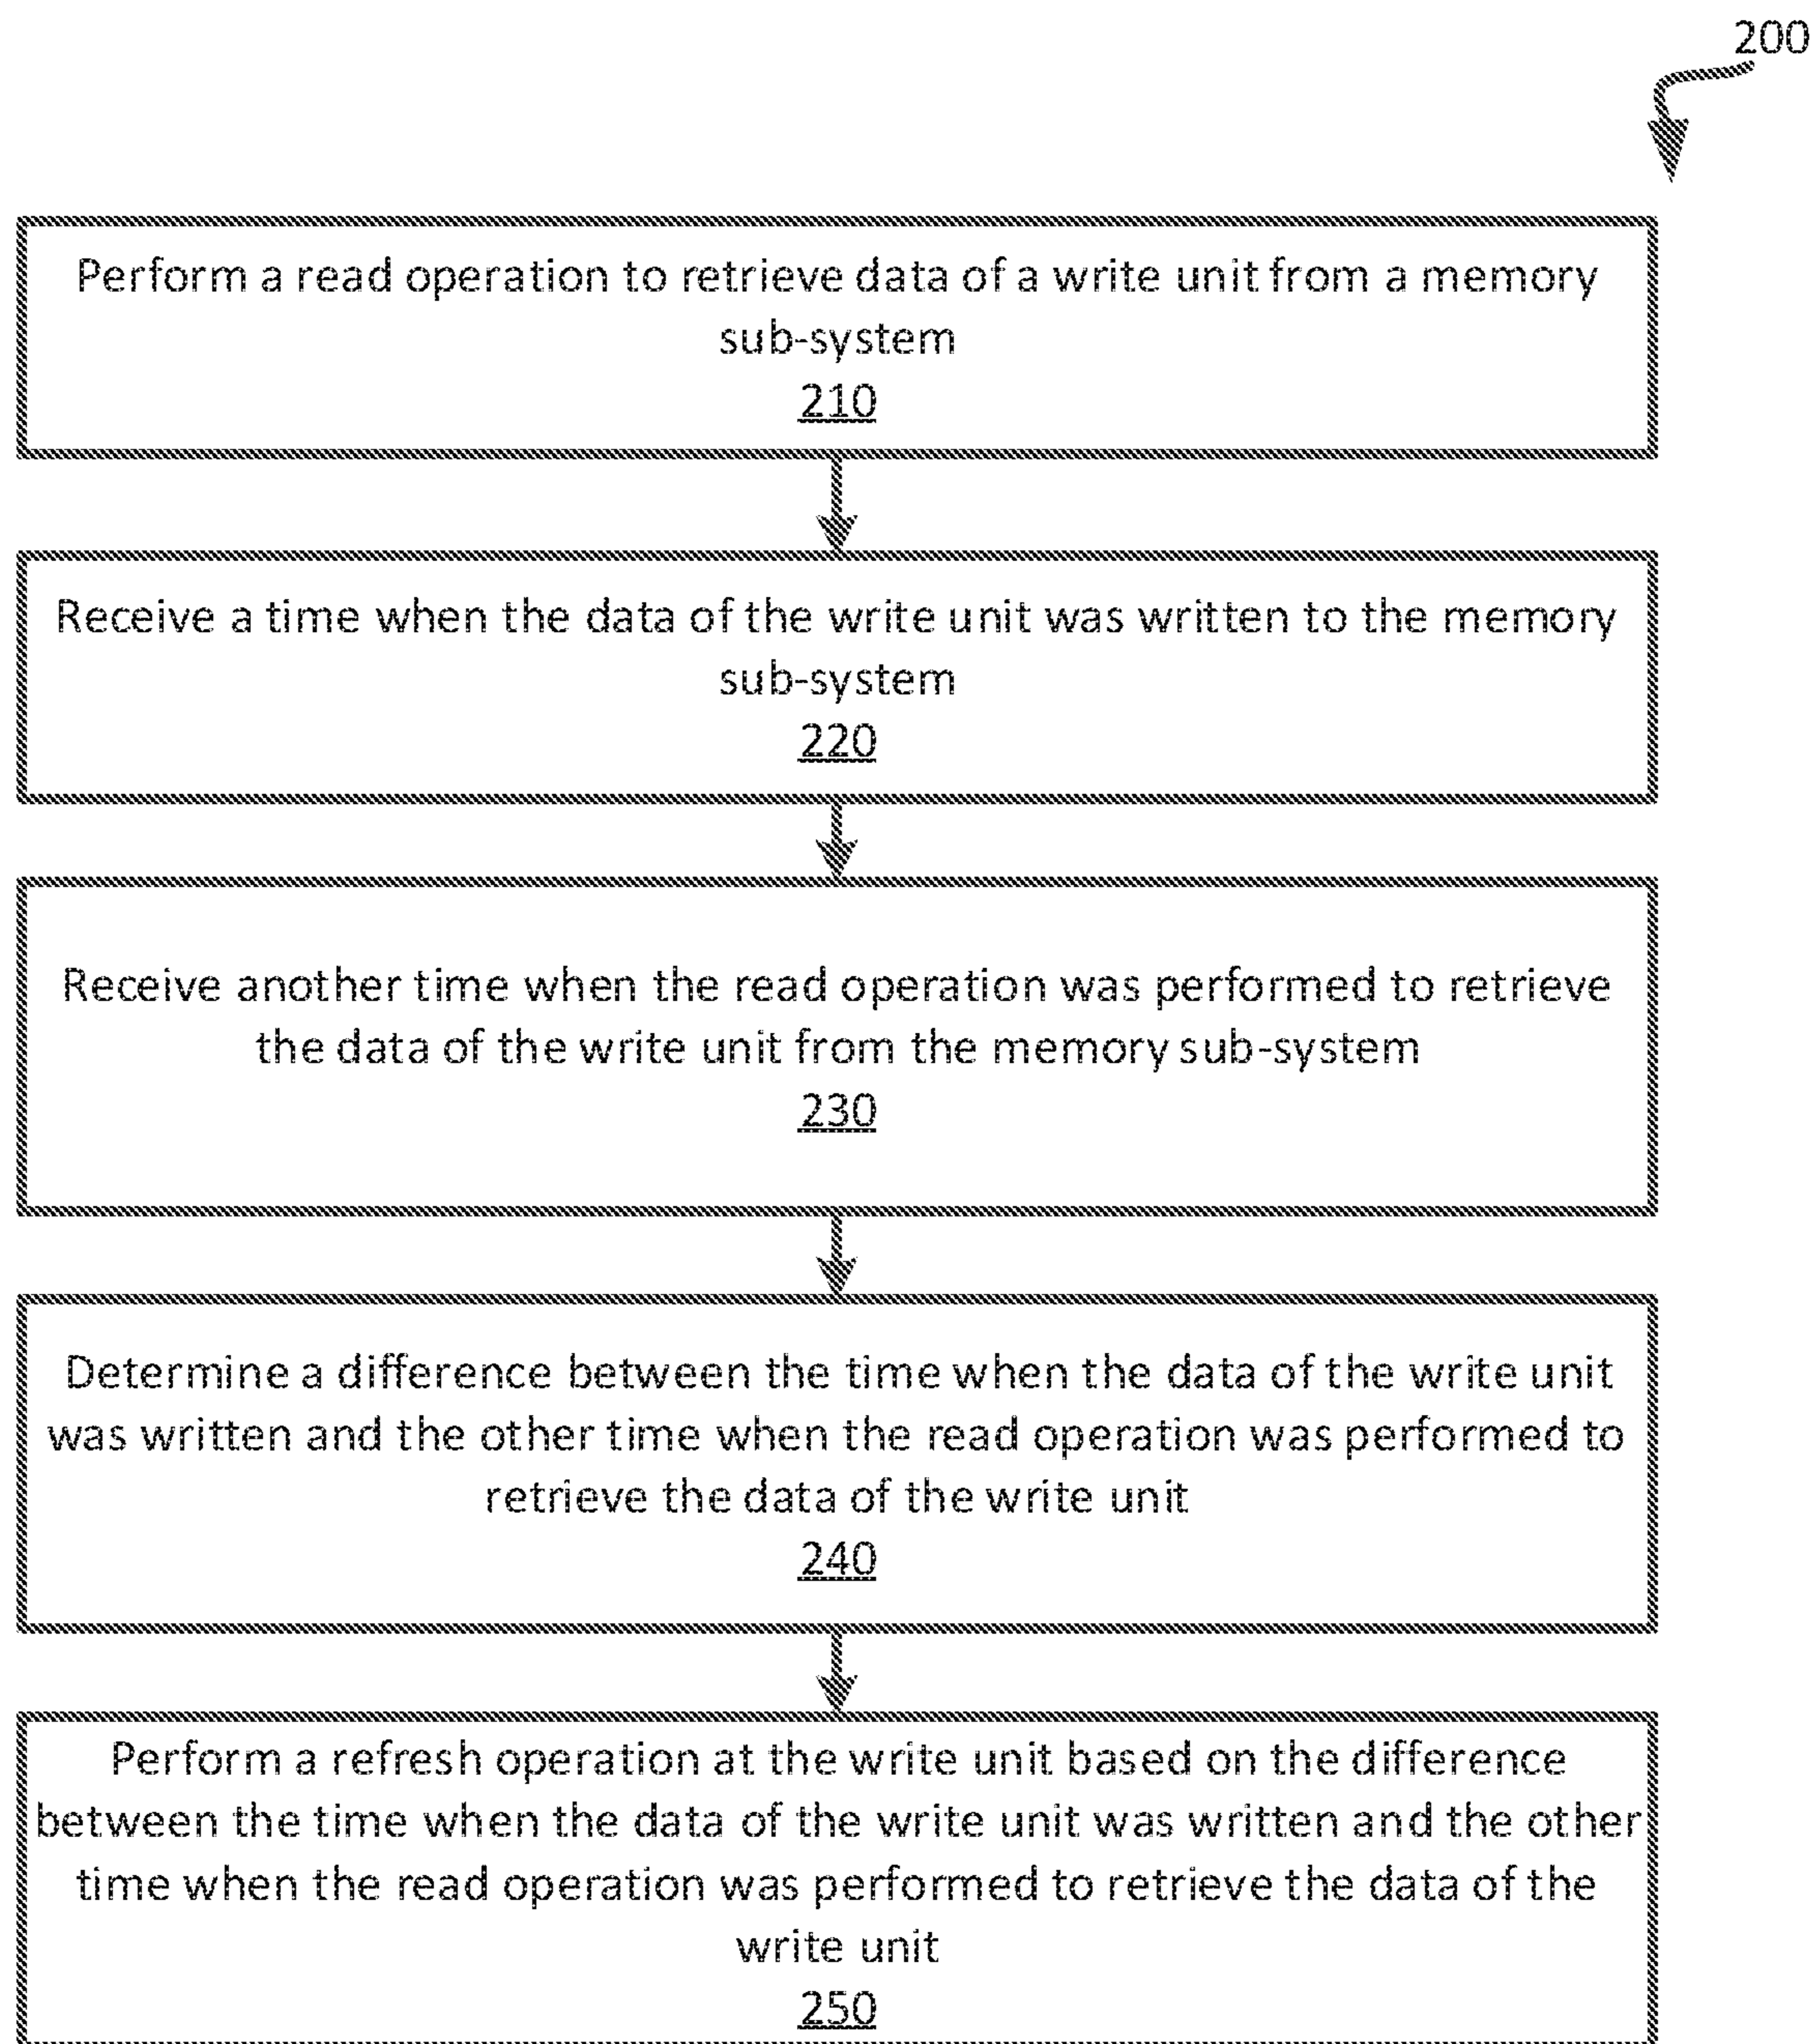 200
Perform a read operation to retrieve data of a write unit from a memory
sub-system
210
Receive a time when the data of the write unit was written to the memory
sub-system
220
Receive another time when the read operation was performed to retrieve
the data of the write unit from the memory sub-system
230
Determine a difference between the time when the data of the write unit
was written and the other time when the read operation was performed to
retrieve the data of the write unit
240
Perform a refresh operation at the write unit based on the difference
between the time when the data of the write unit was written and the other
time when the read operation was performed to retrieve the data of the
write unit
250